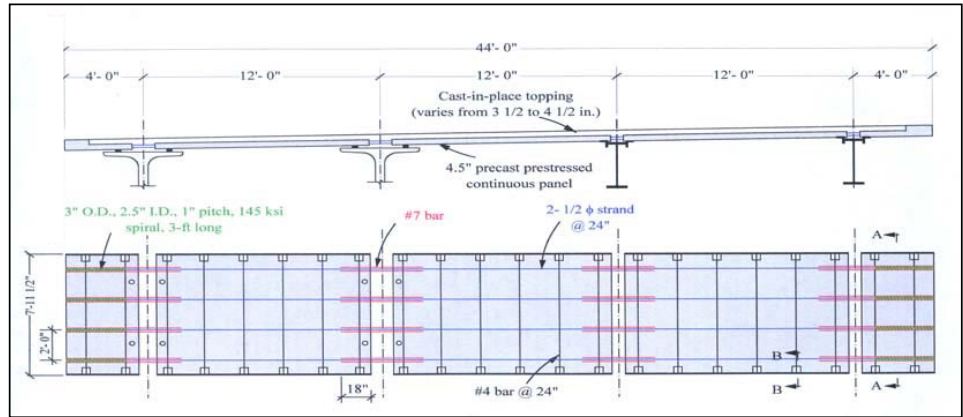 44'- 0"
4'- 0"
12'- 0"
12'- 0"
12'- 0"
4'- 0"
Cast-in-place topping
(varies from 3 1/2 to 4 1/2 in.)
4.5" precast prestressed
continuous panel
3" O.D., 2.5" I.D., 1" pitch, 145 ksi
spiral, 3-ft long
#7 bar
2- 1/2 ϕ strand
@ 24"
A
7'-11 1/2"
2'- 0"
B
18"
#4 bar @ 24"
B
A